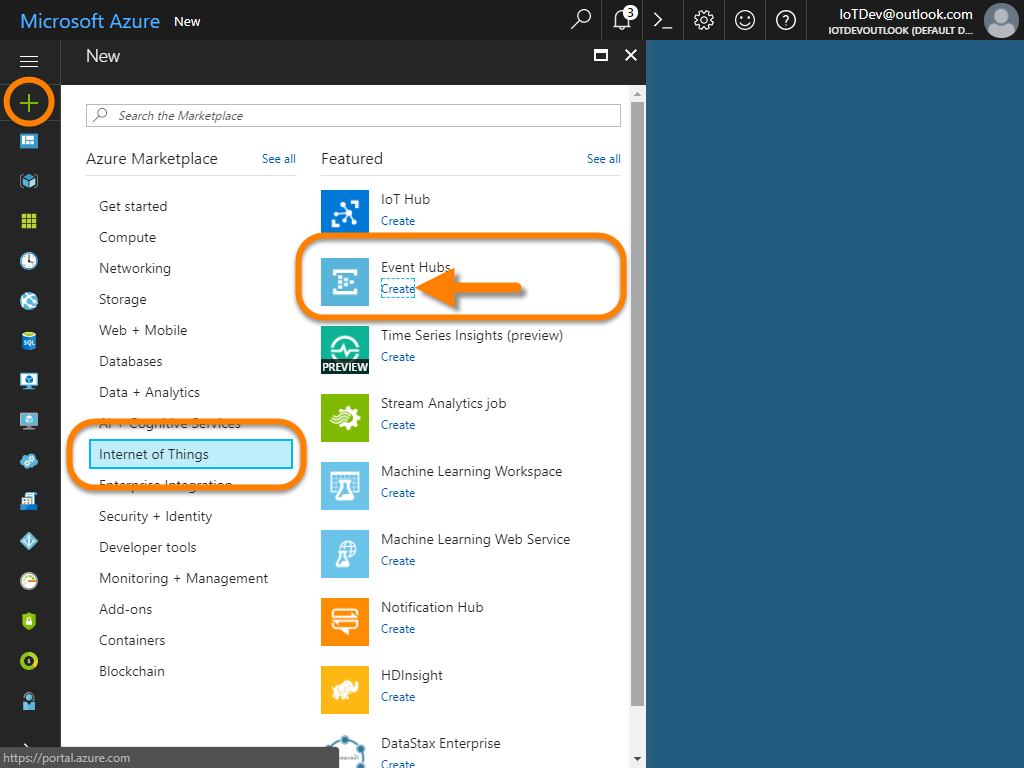 Microsoft Azure New
3
IoTDev@outlook.com
IOTDEVOUTLOOK (DEFAULT D...
New
Search the Marketplace
Azure Marketplace
See all
Featured
See all
Get started
Compute
Networking
Storage
Web + Mobile
Databases
Data + Analytics
AI + Cognitive Services
Internet of Things
Enterprise Integration
Security + Identity
Developer tools
Monitoring + Management
Add-ons
Containers
Blockchain
IoT Hub
Create
Event Hubs
Create
Time Series Insights (preview)
Create
PREVIEW
Stream Analytics job
Create
Machine Learning Workspace
Create
Machine Learning Web Service
Create
Notification Hub
Create
HDInsight
Create
DataStax Enterprise
Create
SQL
https://portal.azure.com